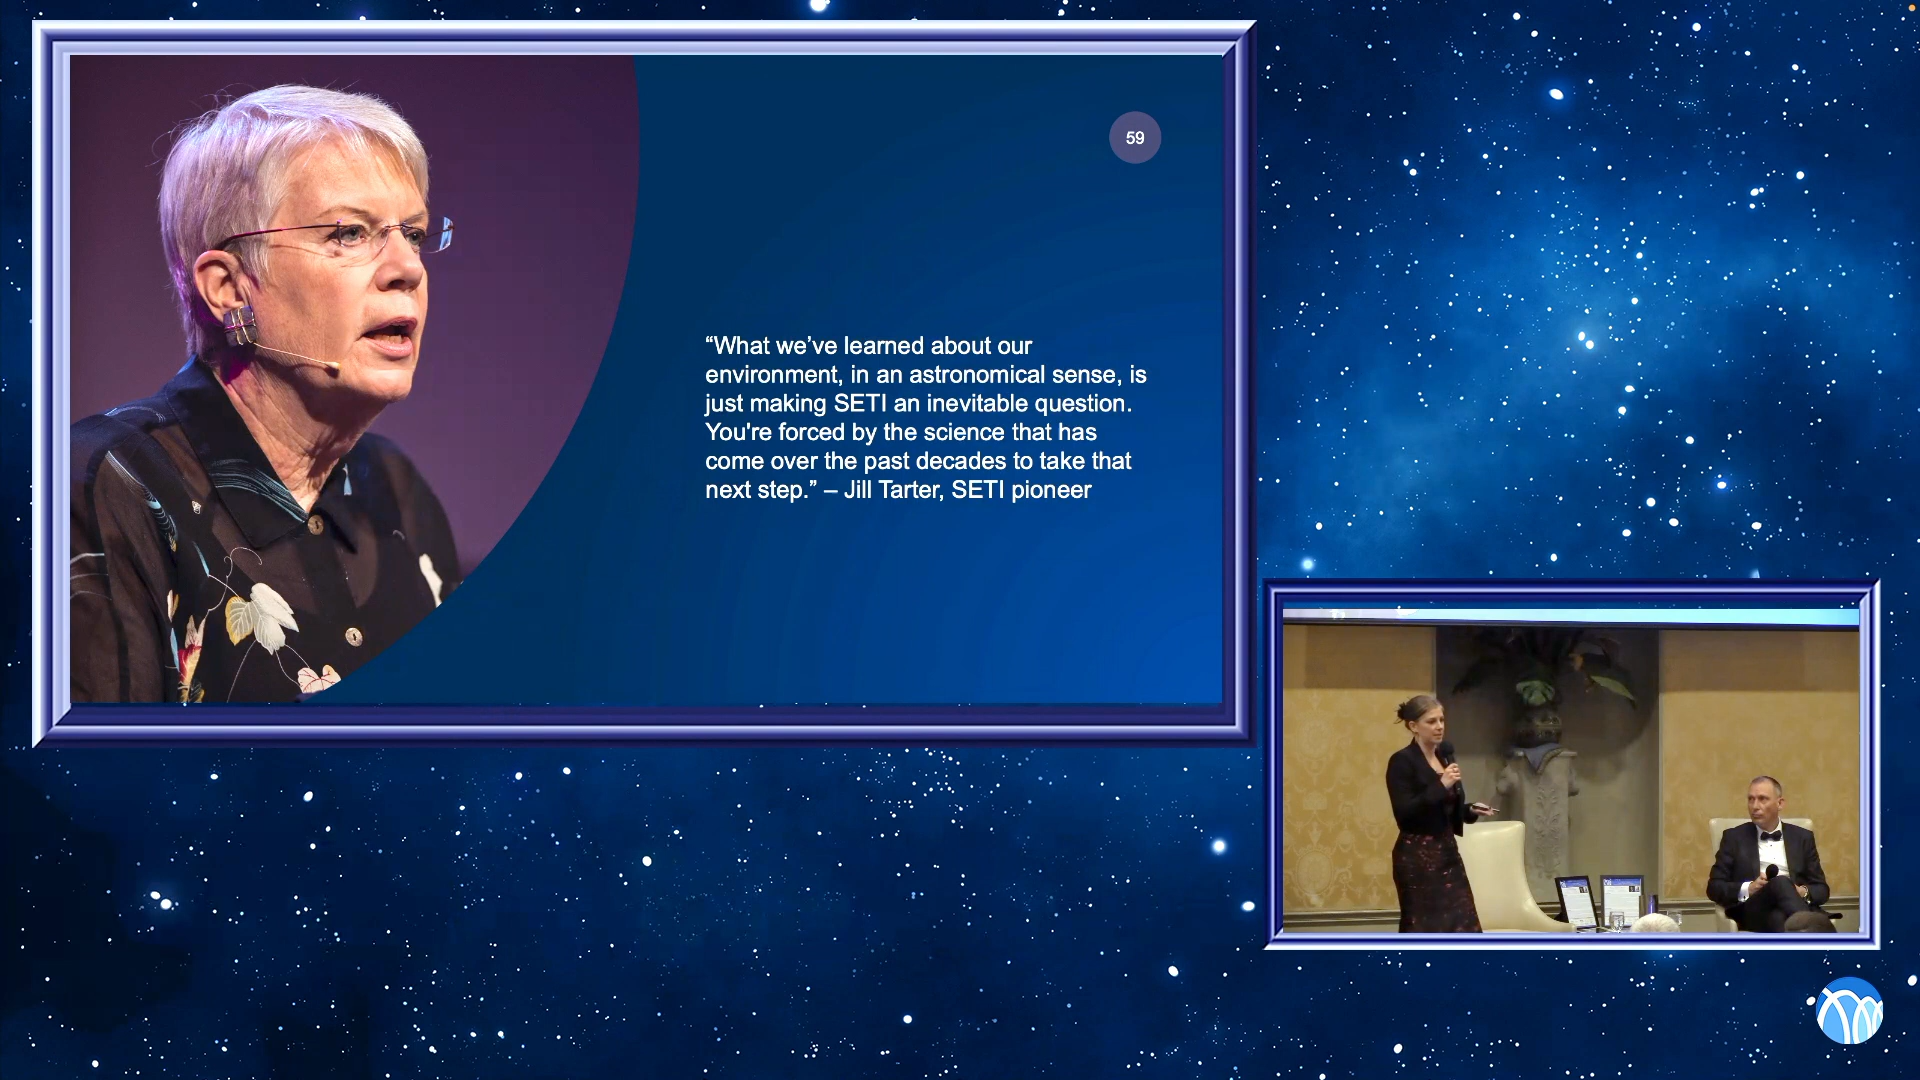 59
“What we’ve learned about our
environment, in an astronomical sense, is
just making SETI an inevitable question.
You're forced by the science that has
come over the past decades to take that
next step.” – Jill Tarter, SETI pioneer